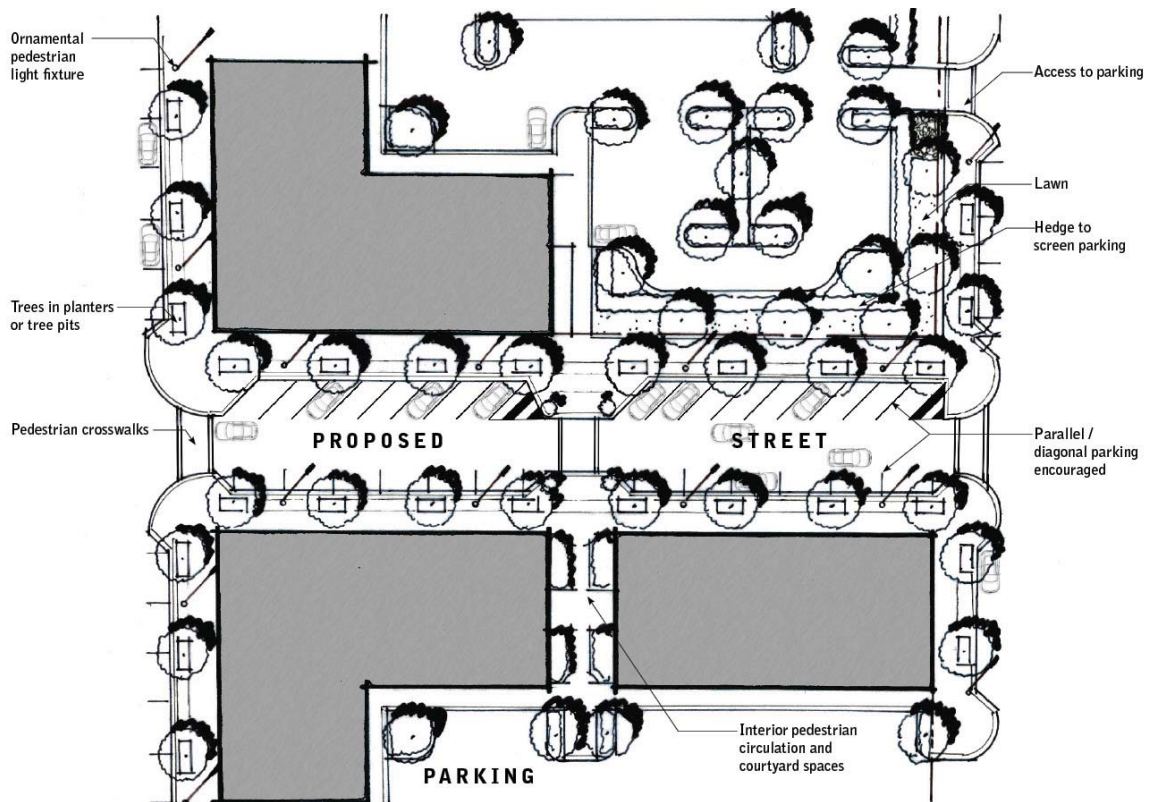 Ornamental
pedestrian
light fixture
Access to parking
Lawn
Hedge to
screen parking
Trees in planters
or tree pits
Pedestrian crosswalks
PROPOSED STREET
Parallel /
diagonal parking
encouraged
Interior pedestrian
circulation and
courtyard spaces
PARKING